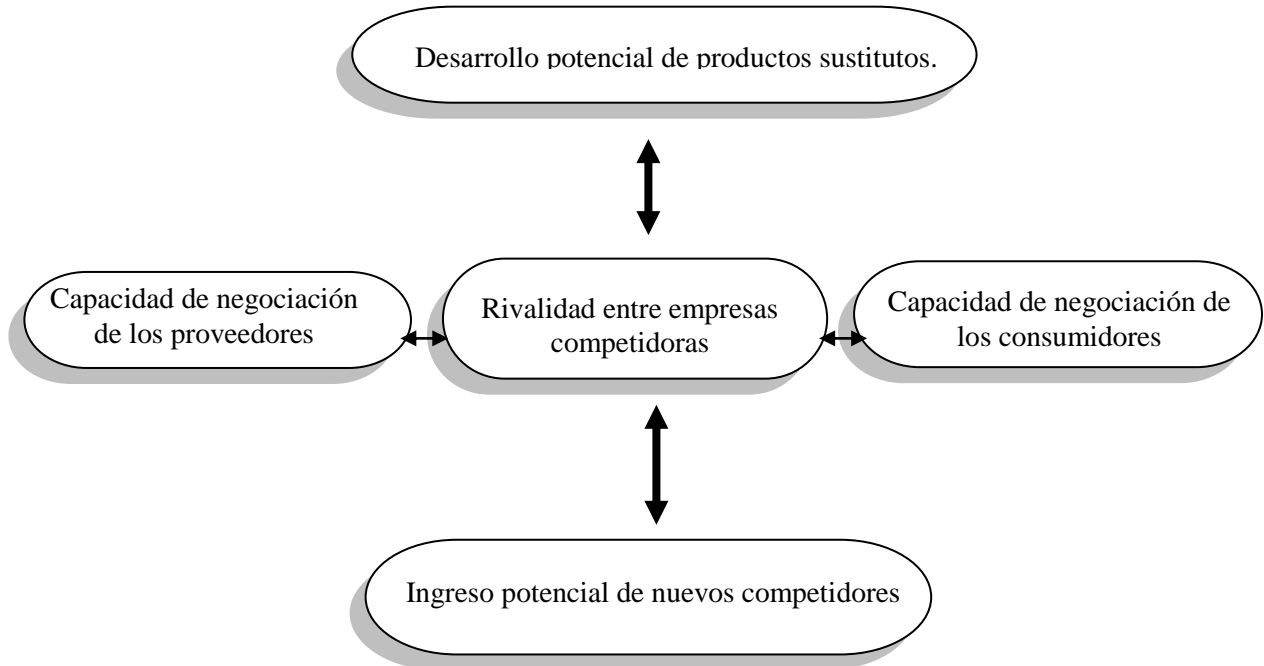 Desarrollo potencial de productos sustitutos.
Capacidad de negociación
de los proveedores
Rivalidad entre empresas
competidoras
Capacidad de negociación de
los consumidores
Ingreso potencial de nuevos competidores